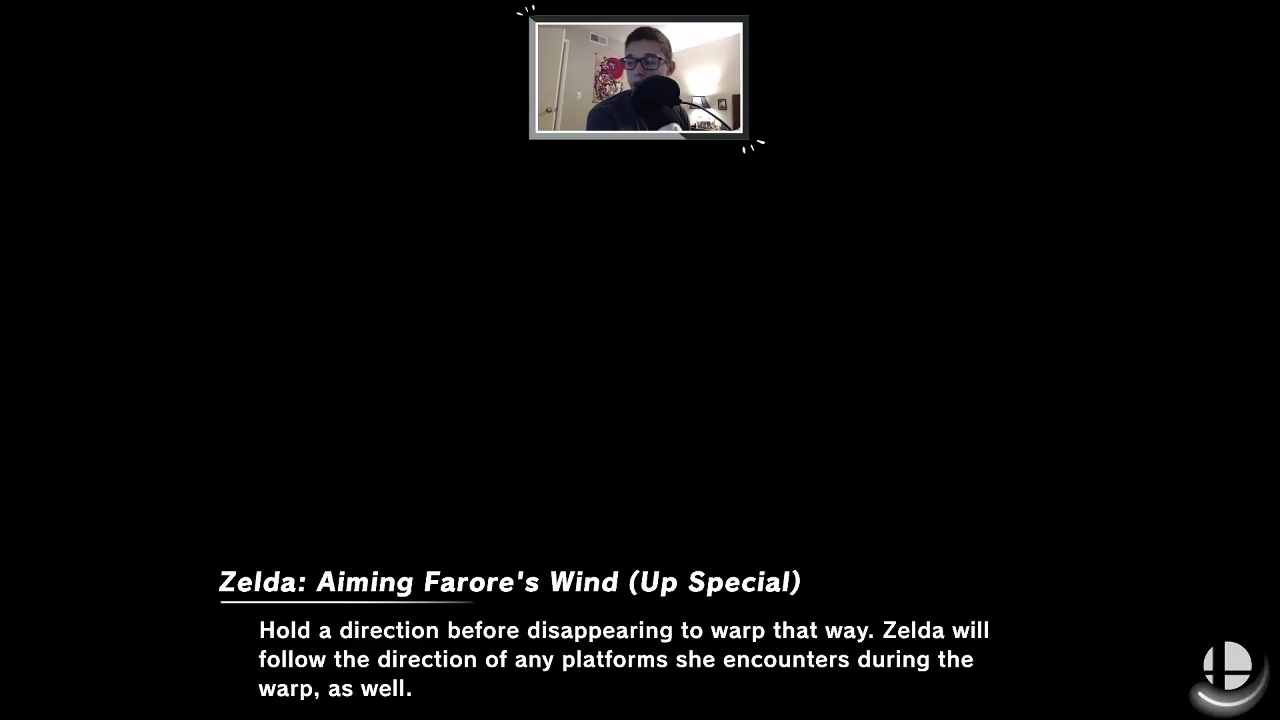 Zelda: Aiming Farore's Wind (Up Special)
Hold a direction before disappearing to warp that way. Zelda will
follow the direction of any platforms she encounters during the
warp, as well.